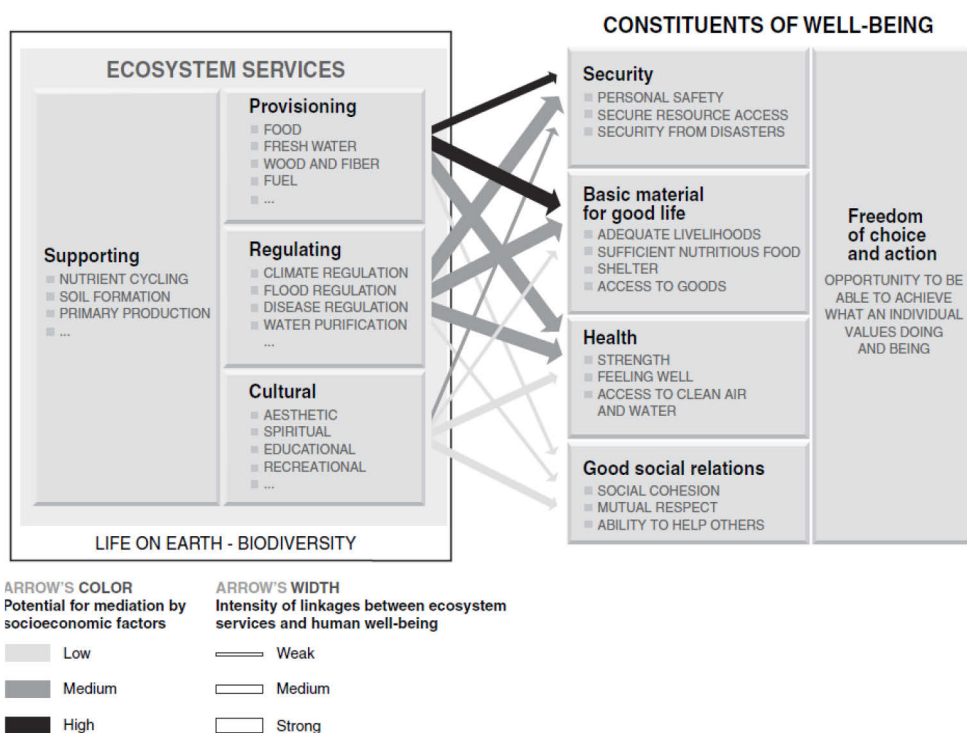 CONSTITUENTS OF WELL-BEING
ECOSYSTEM SERVICES
Supporting
NUTRIENT CYCLING
SOIL FORMATION
PRIMARY PRODUCTION
...
Provisioning
FOOD
FRESH WATER
WOOD AND FIBER
FUEL
...
Regulating
CLIMATE REGULATION
FLOOD REGULATION
DISEASE REGULATION
WATER PURIFICATION
...
Cultural
AESTHETIC
SPIRITUAL
EDUCATIONAL
RECREATIONAL
...
LIFE ON EARTH - BIODIVERSITY
Security
PERSONAL SAFETY
SECURE RESOURCE ACCESS
SECURITY FROM DISASTERS
Basic material
for good life
ADEQUATE LIVELIHOODS
SUFFICIENT NUTRITIOUS FOOD
SHELTER
ACCESS TO GOODS
Health
STRENGTH
FEELING WELL
ACCESS TO CLEAN AIR
AND WATER
Good social relations
SOCIAL COHESION
MUTUAL RESPECT
ABILITY TO HELP OTHERS
Freedom
of choice
and action
OPPORTUNITY TO BE
ABLE TO ACHIEVE
WHAT AN INDIVIDUAL
VALUES DOING
AND BEING
ARROW'S COLOR
Potential for mediation by
socioeconomic factors
Low
Medium
High
ARROW'S WIDTH
Intensity of linkages between ecosystem
services and human well-being
Weak
Medium
Strong